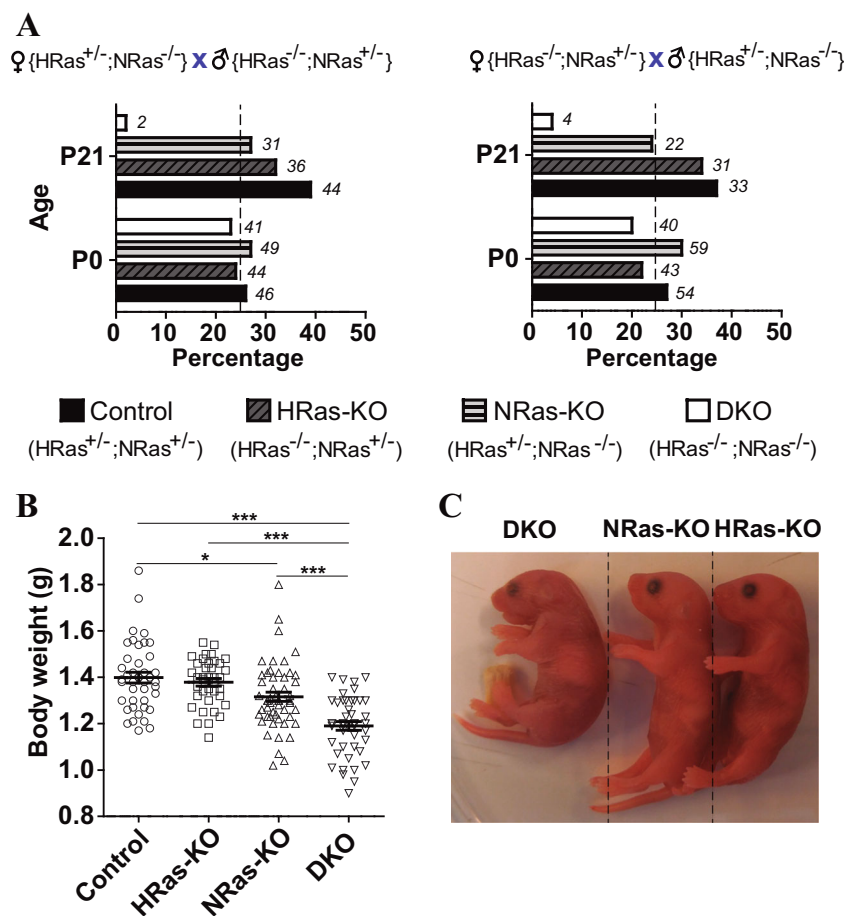 A
♀{HRas+/-;NRas-/-} X ♂{HRas-/-;NRas+/-}
♀{HRas-/-;NRas+/-} X ♂{HRas+/-;NRas-/-}
Age
P21
2
31
36
44
P0
41
49
44
46
0 10 20 30 40 50
Percentage
P21
4
22
31
33
P0
40
59
43
54
0 10 20 30 40 50
Percentage
Control HRas-KO NRas-KO DKO
(HRas+/-;NRas+/-) (HRas-/-;NRas+/-) (HRas+/-;NRas -/-) (HRas-/-;NRas-/-)
B
Body weight (g)
2.0
1.8
1.6
1.4
1.2
1.0
0.8
***
***
* ***
Control HRas-KO NRas-KO DKO
C
DKO NRas-KO HRas-KO